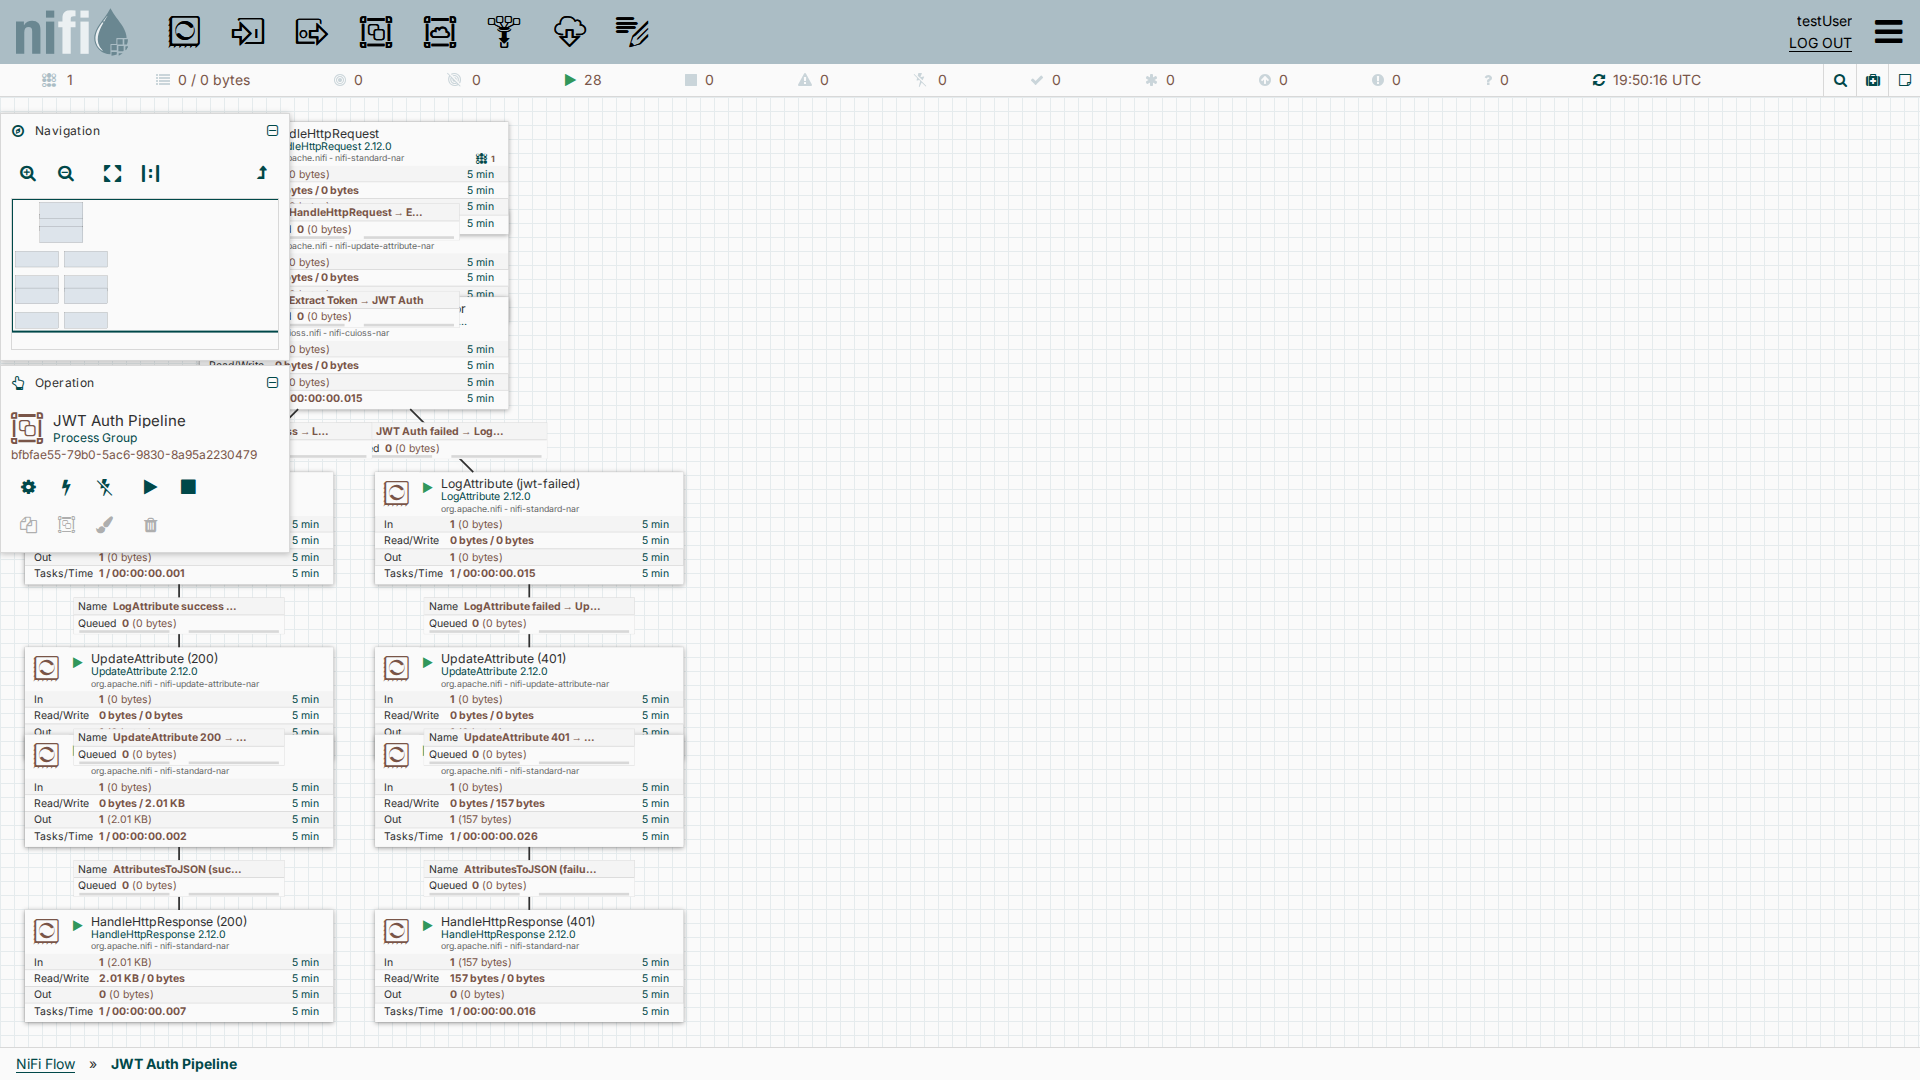 nifi
testUser
LOG OUT
1
0 / 0 bytes
0
0
28
0
0
0
0
0
0
0
0
19:50:16 UTC
Navigation
Operation
JWT Auth Pipeline
Process Group
bfbfae55-79b0-5ac6-9830-8a95a2230479
dleHttpRequest
dleHttpRequest 2.12.0
pache.nifi - nifi-standard-nar
1
0 bytes) 5 min
ytes / 0 bytes 5 min
5 min
5 min
HandleHttpRequest → E...
0 (0 bytes)
pache.nifi - nifi-update-attribute-nar
0 bytes) 5 min
ytes / 0 bytes 5 min
5 min
Extract Token → JWT Auth
0 (0 bytes)
or
...
ioss.nifi - nifi-cuioss-nar
0 bytes) 5 min
Read/Write 0 bytes / 0 bytes 5 min
0 bytes) 5 min
00:00:00.015 5 min
ss → L...
JWT Auth failed → Log...
d 0 (0 bytes)
5 min
5 min
Out 1 (0 bytes) 5 min
Tasks/Time 1 / 00:00:00.001 5 min
LogAttribute (jwt-failed)
LogAttribute 2.12.0
org.apache.nifi - nifi-standard-nar
In 1 (0 bytes) 5 min
Read/Write 0 bytes / 0 bytes 5 min
Out 1 (0 bytes) 5 min
Tasks/Time 1 / 00:00:00.015 5 min
Name LogAttribute success ...
Queued 0 (0 bytes)
Name LogAttribute failed → Up...
Queued 0 (0 bytes)
UpdateAttribute (200)
UpdateAttribute 2.12.0
org.apache.nifi - nifi-update-attribute-nar
In 1 (0 bytes) 5 min
Read/Write 0 bytes / 0 bytes 5 min
Out 5 min
UpdateAttribute (401)
UpdateAttribute 2.12.0
org.apache.nifi - nifi-update-attribute-nar
In 1 (0 bytes) 5 min
Read/Write 0 bytes / 0 bytes 5 min
Out 5 min
Name UpdateAttribute 200 → ...
Queued 0 (0 bytes)
org.apache.nifi - nifi-standard-nar
In 1 (0 bytes) 5 min
Read/Write 0 bytes / 2.01 KB 5 min
Out 1 (2.01 KB) 5 min
Tasks/Time 1 / 00:00:00.002 5 min
Name UpdateAttribute 401 → ...
Queued 0 (0 bytes)
org.apache.nifi - nifi-standard-nar
In 1 (0 bytes) 5 min
Read/Write 0 bytes / 157 bytes 5 min
Out 1 (157 bytes) 5 min
Tasks/Time 1 / 00:00:00.026 5 min
Name AttributesToJSON (suc...
Queued 0 (0 bytes)
Name AttributesToJSON (failu...
Queued 0 (0 bytes)
HandleHttpResponse (200)
HandleHttpResponse 2.12.0
org.apache.nifi - nifi-standard-nar
In 1 (2.01 KB) 5 min
Read/Write 2.01 KB / 0 bytes 5 min
Out 0 (0 bytes) 5 min
Tasks/Time 1 / 00:00:00.007 5 min
HandleHttpResponse (401)
HandleHttpResponse 2.12.0
org.apache.nifi - nifi-standard-nar
In 1 (157 bytes) 5 min
Read/Write 157 bytes / 0 bytes 5 min
Out 0 (0 bytes) 5 min
Tasks/Time 1 / 00:00:00.016 5 min
NiFi Flow » JWT Auth Pipeline